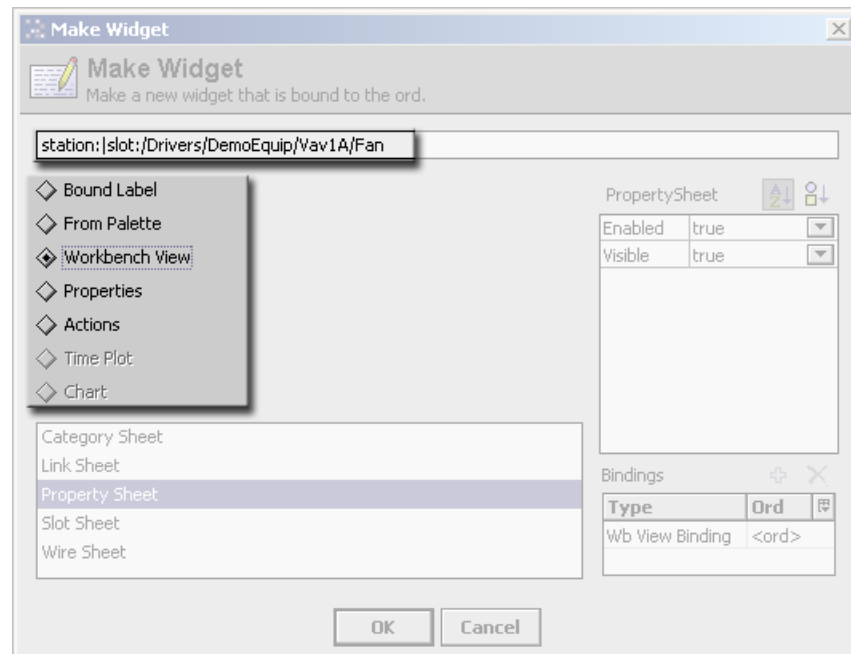 Make Widget
Make Widget
Make a new widget that is bound to the ord.
station:|slot:/Drivers/DemoEquip/Vav1A/Fan
Bound Label
From Palette
Workbench View
Properties
Actions
Time Plot
Chart
Category Sheet
Link Sheet
Property Sheet
Slot Sheet
Wire Sheet
PropertySheet
Enabled true
Visible true
Bindings
Type Ord
Wb View Binding <ord>
OK Cancel